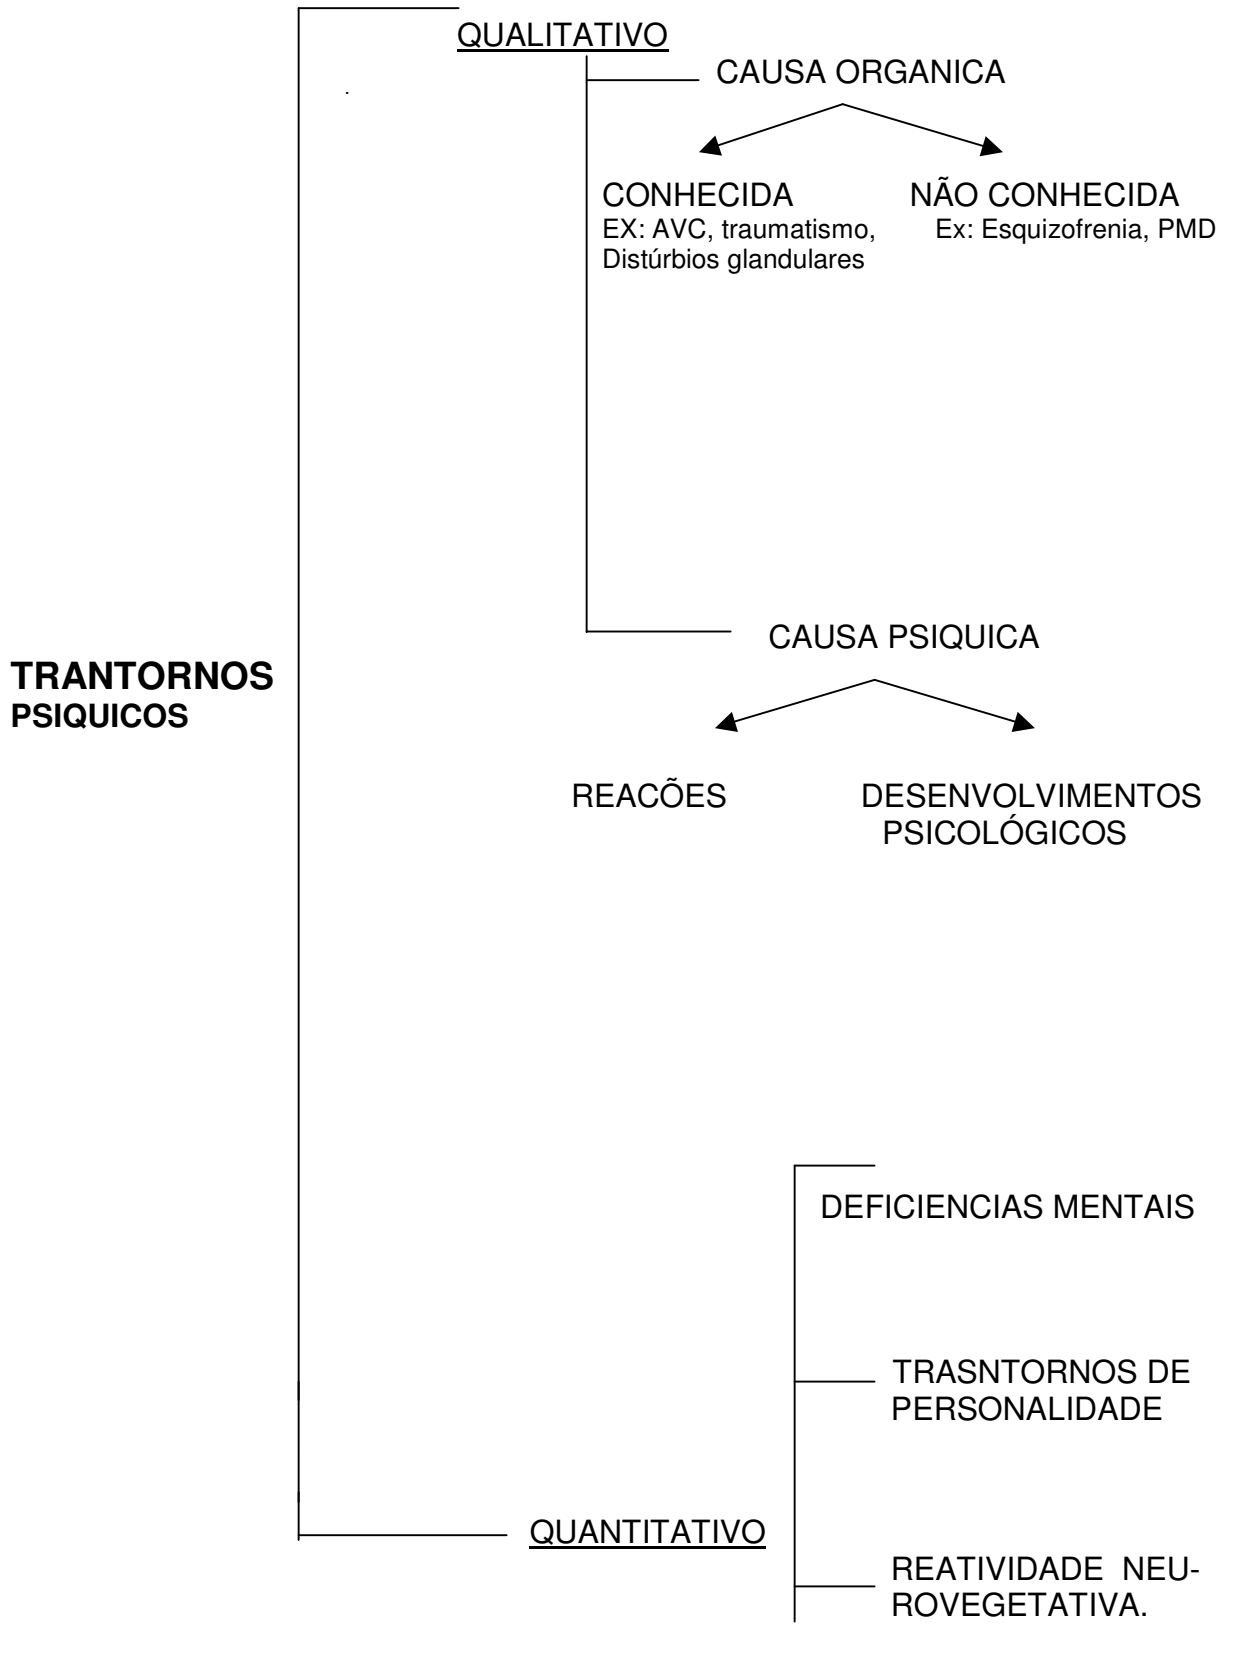 QUALITATIVO
CAUSA ORGANICA
CONHECIDA
EX: AVC, traumatismo,
Distúrbios glandulares
NÃO CONHECIDA
Ex: Esquizofrenia, PMD
CAUSA PSIQUICA
TRANTORNOS
PSIQUICOS
REACÕES
DESENVOLVIMENTOS
PSICOLÓGICOS
DEFICIENCIAS MENTAIS
TRASNTORNOS DE
PERSONALIDADE
QUANTITATIVO
REATIVIDADE NEU-
ROVEGETATIVA.